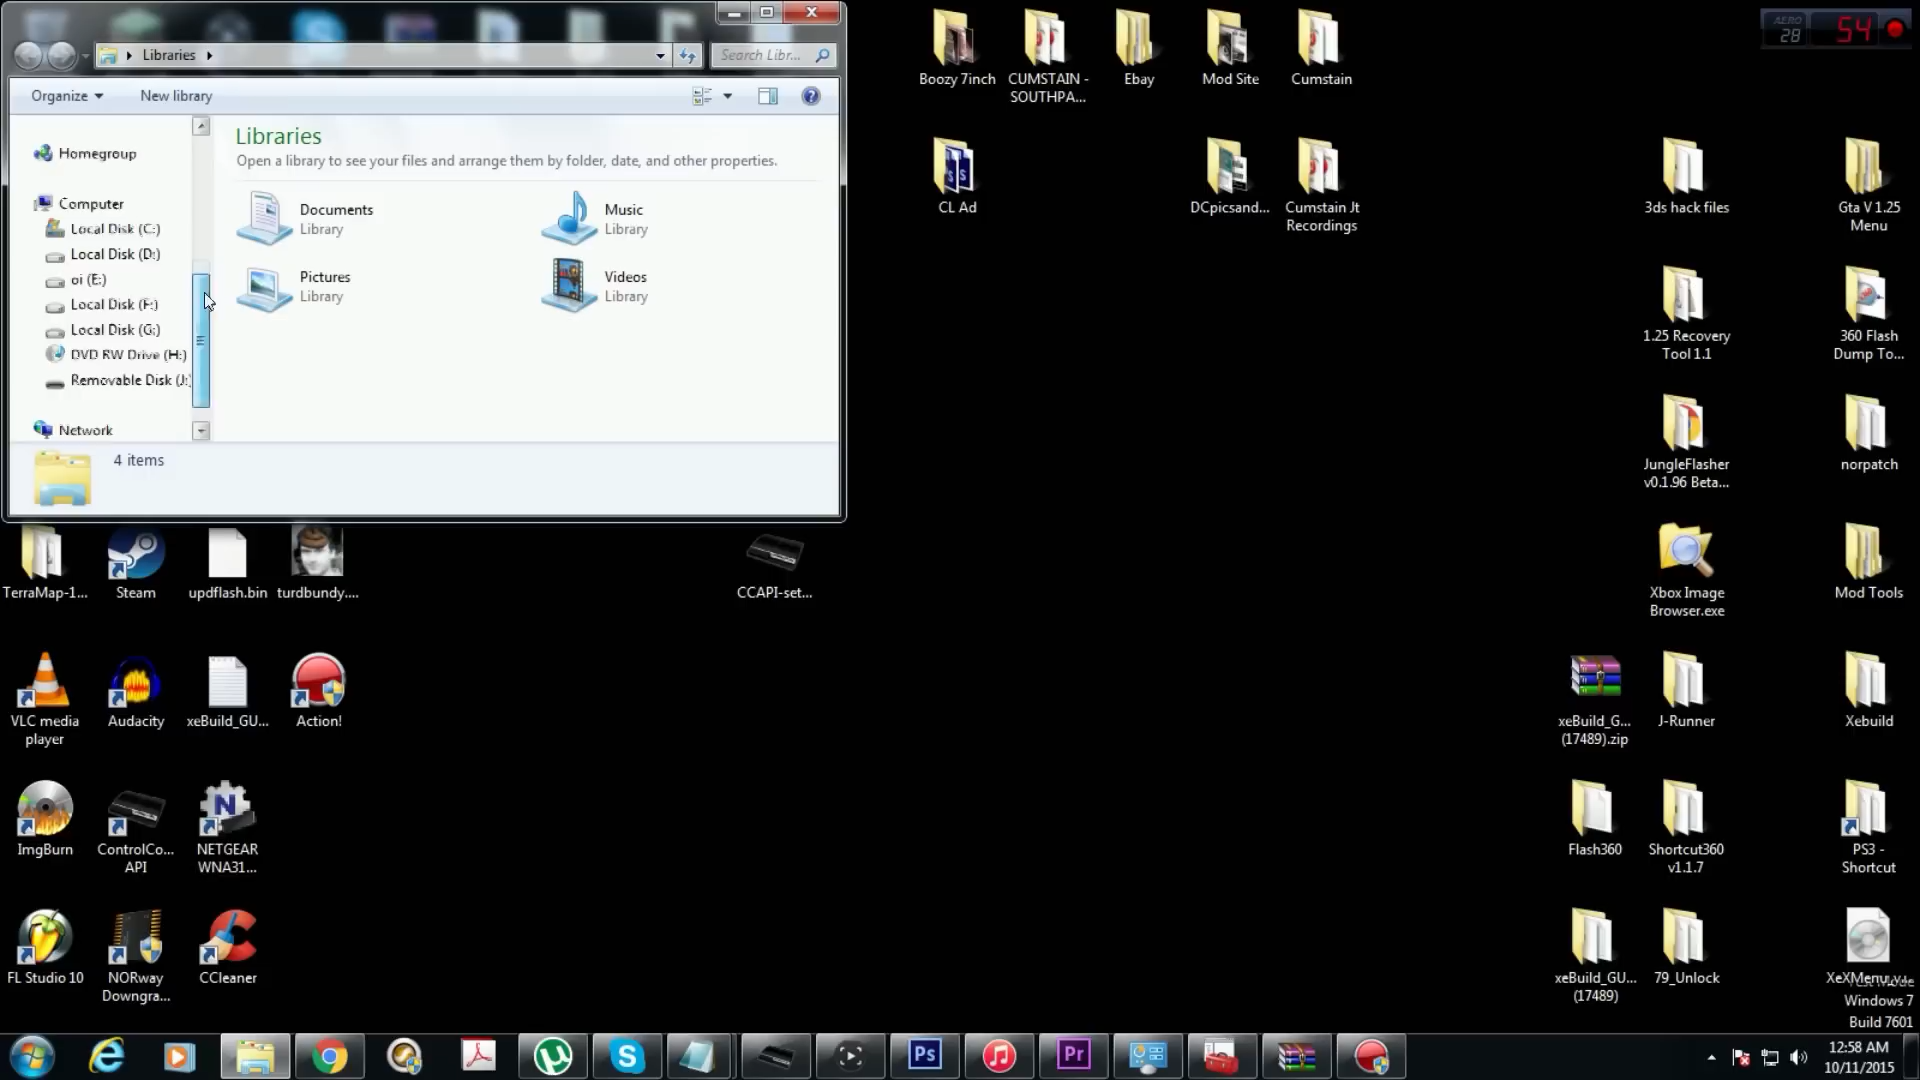 Libraries
Search Libr...
Organize
New library
Homegroup
Computer
Local Disk (C:)
Local Disk (D:)
oi (E:)
Local Disk (F:)
Local Disk (G:)
DVD RW Drive (H:)
Removable Disk (J:)
Network
Libraries
Open a library to see your files and arrange them by folder, date, and other properties.
Documents
Library
Music
Library
Pictures
Library
Videos
Library
4 items
AERO
28
54
Boozy 7inch
CUMSTAIN -
SOUTHPA...
Ebay
Mod Site
Cumstain
CL Ad
DCpicsand...
Cumstain Jt
Recordings
3ds hack files
Gta V 1.25
Menu
1.25 Recovery
Tool 1.1
360 Flash
Dump To...
JungleFlasher
v0.1.96 Beta...
norpatch
TerraMap-1...
Steam
updflash.bin
turdbundy....
CCAPI-set...
Xbox Image
Browser.exe
Mod Tools
VLC media
player
Audacity
xeBuild_GU...
Action!
xeBuild_G...
(17489).zip
J-Runner
Xebuild
ImgBurn
ControlCo...
API
NETGEAR
WNA31...
Flash360
Shortcut360
v1.1.7
PS3 -
Shortcut
FL Studio 10
NORway
Downgra...
CCleaner
xeBuild_GU...
(17489)
79_Unlock
Windows 7
Build 7601
Ps
Pr
12:58 AM
10/11/2015